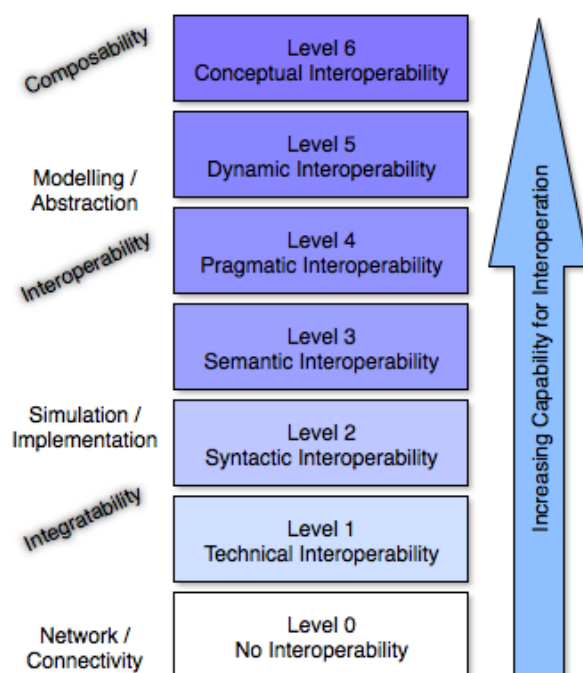 Composability
Level 6
Conceptual Interoperability
Level 5
Dynamic Interoperability
Modelling /
Abstraction
Level 4
Pragmatic Interoperability
Interoperability
Level 3
Semantic Interoperability
Simulation /
Implementation
Level 2
Syntactic Interoperability
Integratability
Level 1
Technical Interoperability
Network /
Connectivity
Level 0
No Interoperability
Increasing Capability for Interoperation